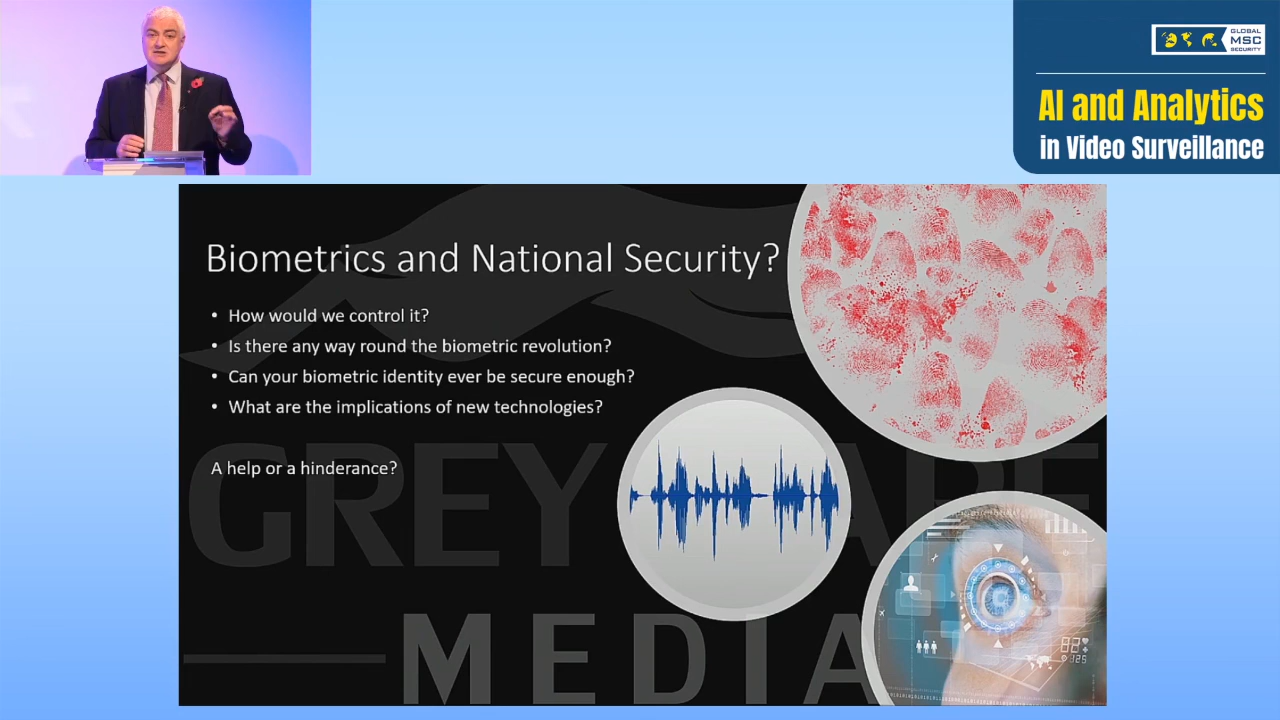 GLOBAL
MSC
SECURITY
AI and Analytics
in Video Surveillance
Biometrics and National Security?
• How would we control it?
• Is there any way round the biometric revolution?
• Can your biometric identity ever be secure enough?
• What are the implications of new technologies?
A help or a hinderance?
GREY
MEDIA
82
125